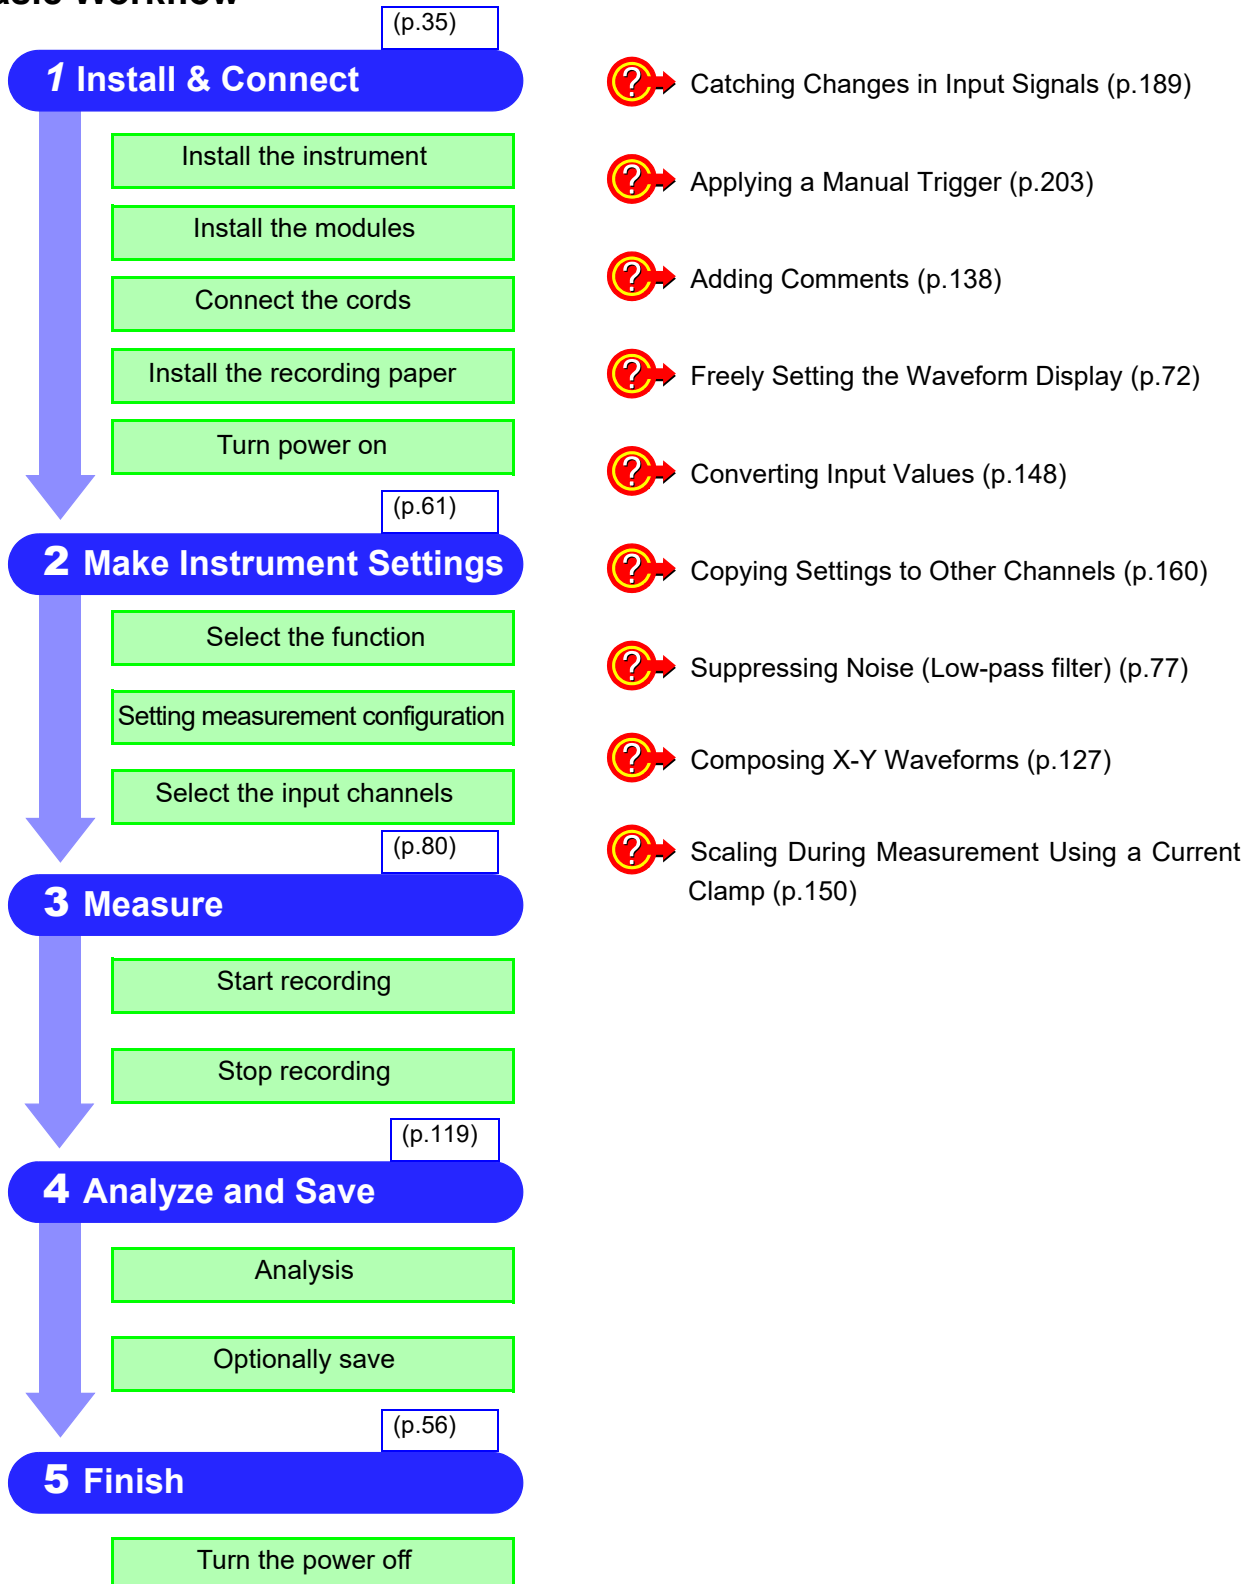 (p.35)
1 Install & Connect
Install the instrument
Install the modules
Connect the cords
Install the recording paper
Turn power on
(p.61)
2 Make Instrument Settings
Select the function
Setting measurement configuration
Select the input channels
(p.80)
3 Measure
Start recording
Stop recording
(p.119)
4 Analyze and Save
Analysis
Optionally save
(p.56)
5 Finish
Turn the power off
? Catching Changes in Input Signals (p.189)
? Applying a Manual Trigger (p.203)
? Adding Comments (p.138)
? Freely Setting the Waveform Display (p.72)
? Converting Input Values (p.148)
? Copying Settings to Other Channels (p.160)
? Suppressing Noise (Low-pass filter) (p.77)
? Composing X-Y Waveforms (p.127)
? Scaling During Measurement Using a Current
Clamp (p.150)